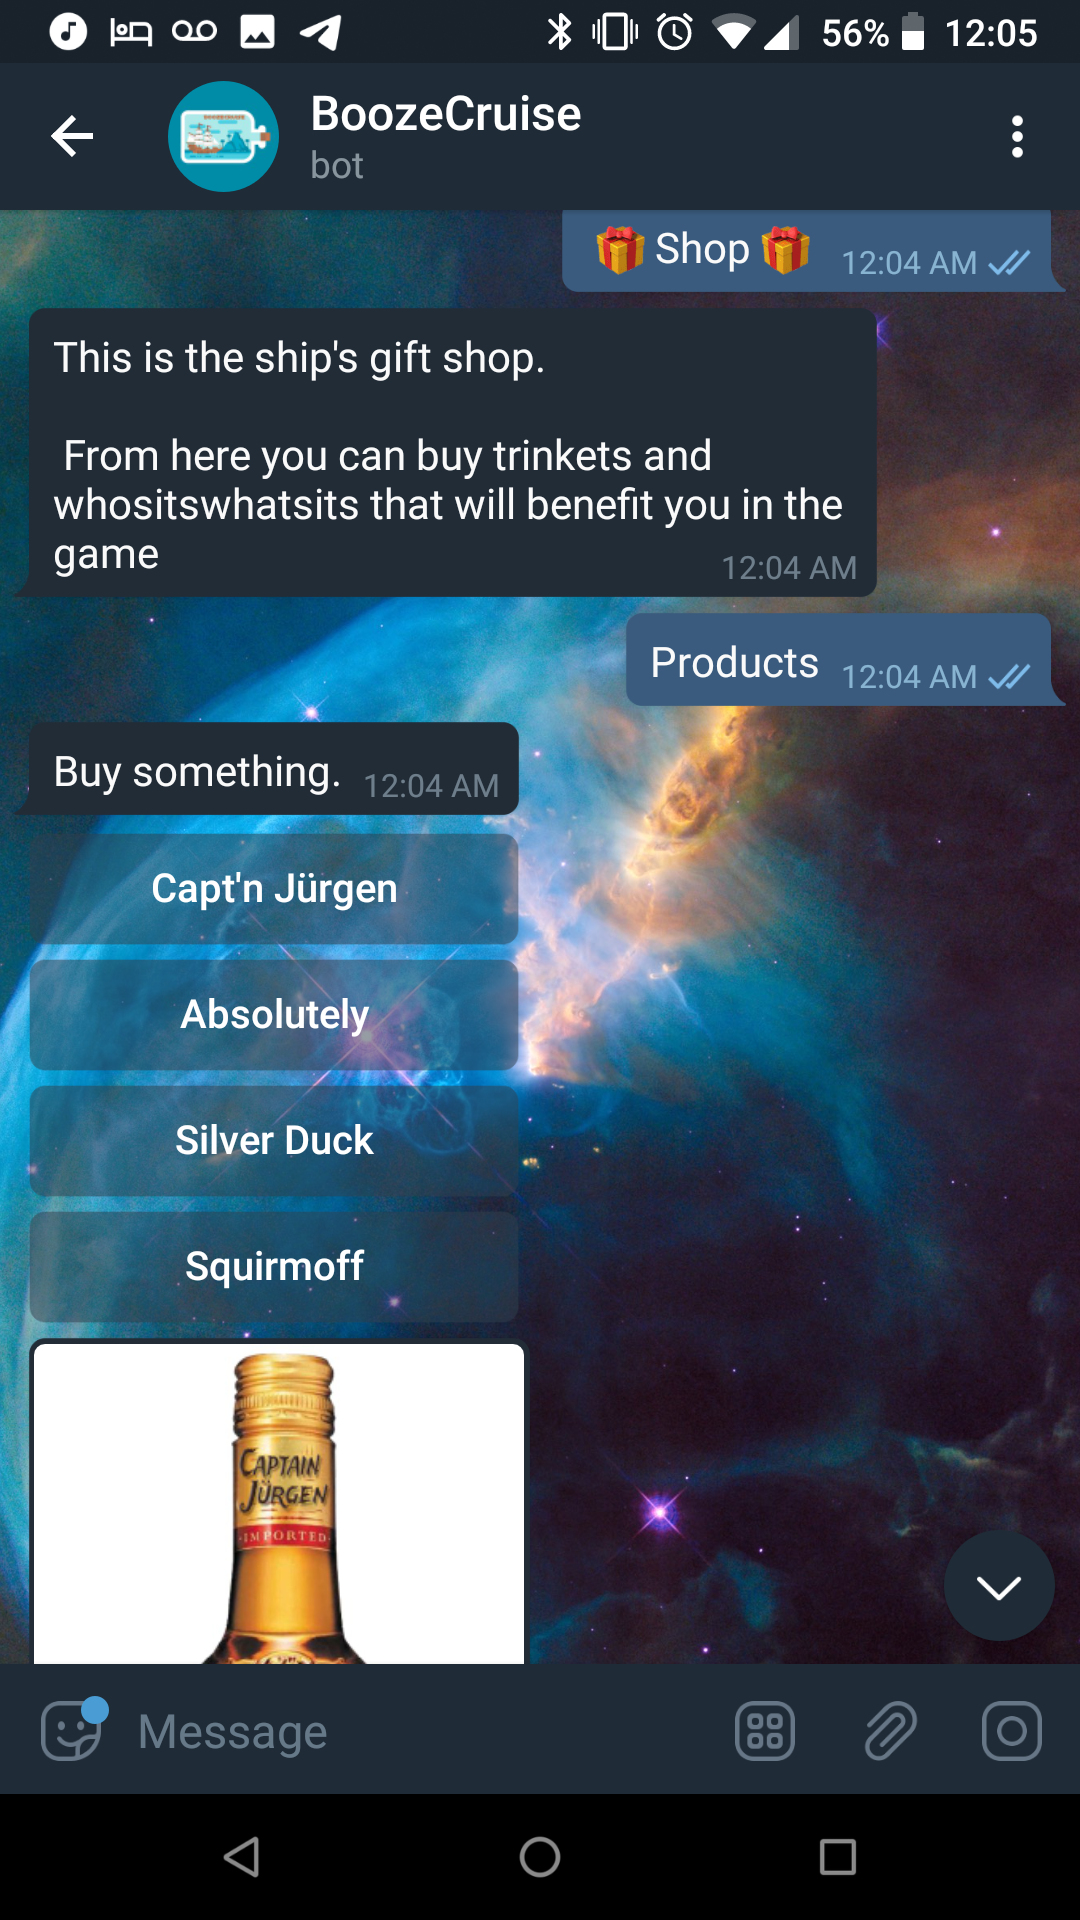 56% 12:05
BoozeCruise
bot
🎁 Shop 🎁 12:04 AM
This is the ship's gift shop.
From here you can buy trinkets and
whositswhatsits that will benefit you in the
game 12:04 AM
Products 12:04 AM
Buy something. 12:04 AM
Capt'n Jürgen
Absolutely
Silver Duck
Squirmoff
CAPTAIN
JÜRGEN
IMPORTED
Message